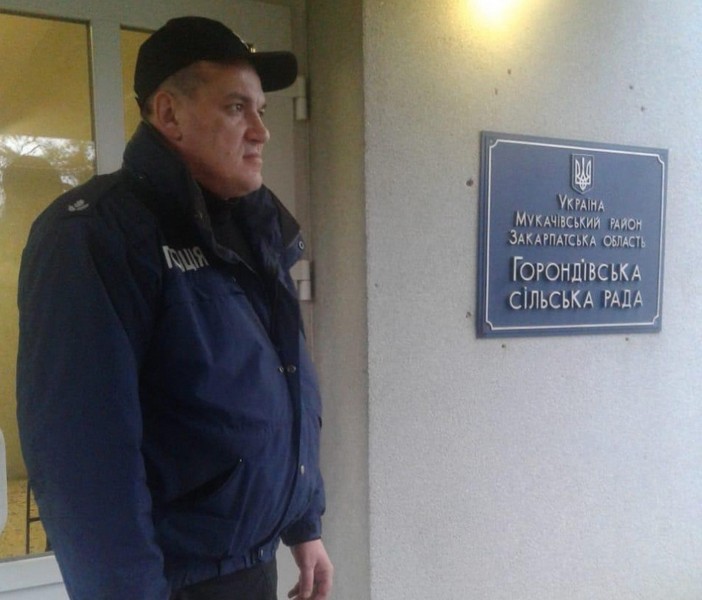 УКРАЇНА
МУКАЧІВСЬКИЙ РАЙОН
ЗАКАРПАТСЬКА ОБЛАСТЬ
ГОРОНДІВСЬКА
СІЛЬСЬКА РАДА